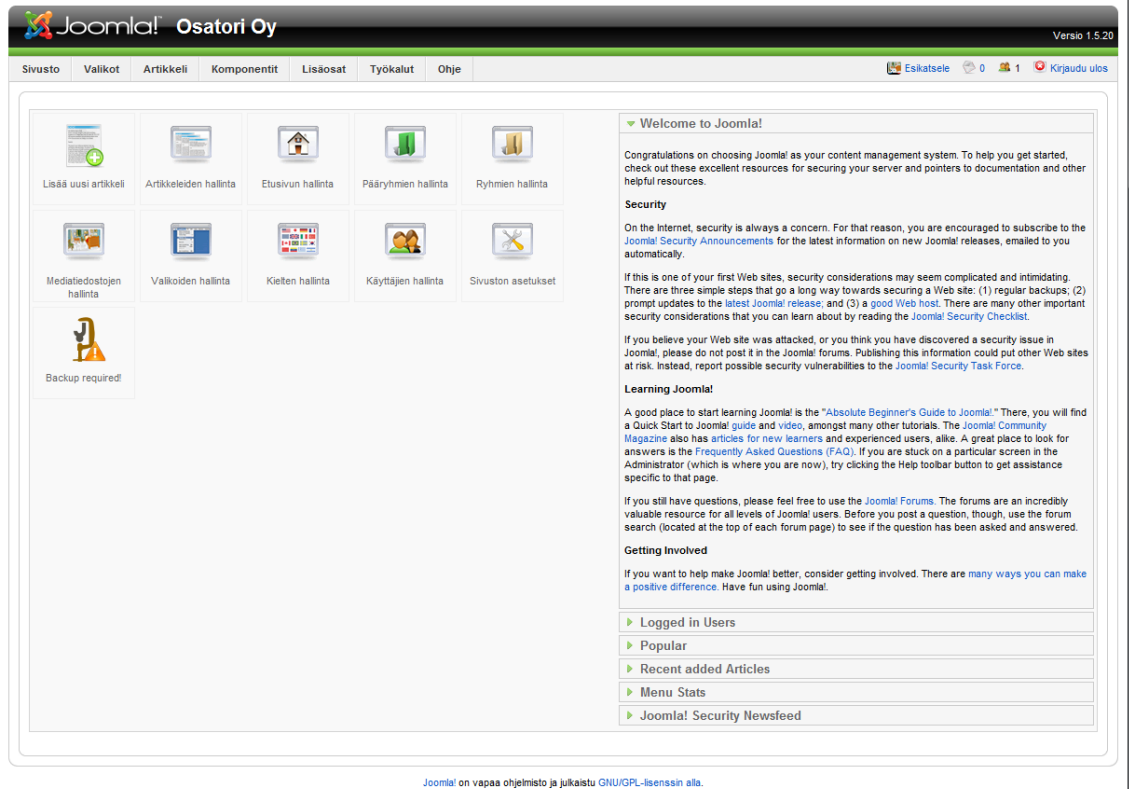 Joomla! Osatori Oy
Versio 1.5.20
Sivusto Valikot Artikkeli Komponentit Lisäosat Työkalut Ohje
Esikatsele 0 1 Kirjaudu ulos
Lisää uusi artikkeli Artikkeleiden hallinta Etusivun hallinta Pääryhmien hallinta Ryhmien hallinta
Mediatiedostojen
hallinta
Valikoiden hallinta Kielten hallinta Käyttäjien hallinta Sivuston asetukset
Backup required!
Welcome to Joomla!
Congratulations on choosing Joomla! as your content management system. To help you get started,
check out these excellent resources for securing your server and pointers to documentation and other
helpful resources.
Security
On the Internet, security is always a concern. For that reason, you are encouraged to subscribe to the
Joomla! Security Announcements for the latest information on new Joomla! releases, emailed to you
automatically.
If this is one of your first Web sites, security considerations may seem complicated and intimidating.
There are three simple steps that go a long way towards securing a Web site: (1) regular backups; (2)
prompt updates to the latest Joomla! release; and (3) a good Web host. There are many other important
security considerations that you can learn about by reading the Joomla! Security Checklist.
If you believe your Web site was attacked, or you think you have discovered a security issue in
Joomla!, please do not post it in the Joomla! forums. Publishing this information could put other Web sites
at risk. Instead, report possible security vulnerabilities to the Joomla! Security Task Force.
Learning Joomla!
A good place to start learning Joomla! is the "Absolute Beginner's Guide to Joomla!." There, you will find
a Quick Start to Joomla! guide and video, amongst many other tutorials. The Joomla! Community
Magazine also has articles for new learners and experienced users, alike. A great place to look for
answers is the Frequently Asked Questions (FAQ). If you are stuck on a particular screen in the
Administrator (which is where you are now), try clicking the Help toolbar button to get assistance
specific to that page.
If you still have questions, please feel free to use the Joomla! Forums. The forums are an incredibly
valuable resource for all levels of Joomla! users. Before you post a question, though, use the forum
search (located at the top of each forum page) to see if the question has been asked and answered.
Getting Involved
If you want to help make Joomla! better, consider getting involved. There are many ways you can make
a positive difference. Have fun using Joomla!.
Logged in Users
Popular
Recent added Articles
Menu Stats
Joomla! Security Newsfeed
Joomla! on vapaa ohjelmisto ja julkaistu GNU/GPL-lisenssin alla.